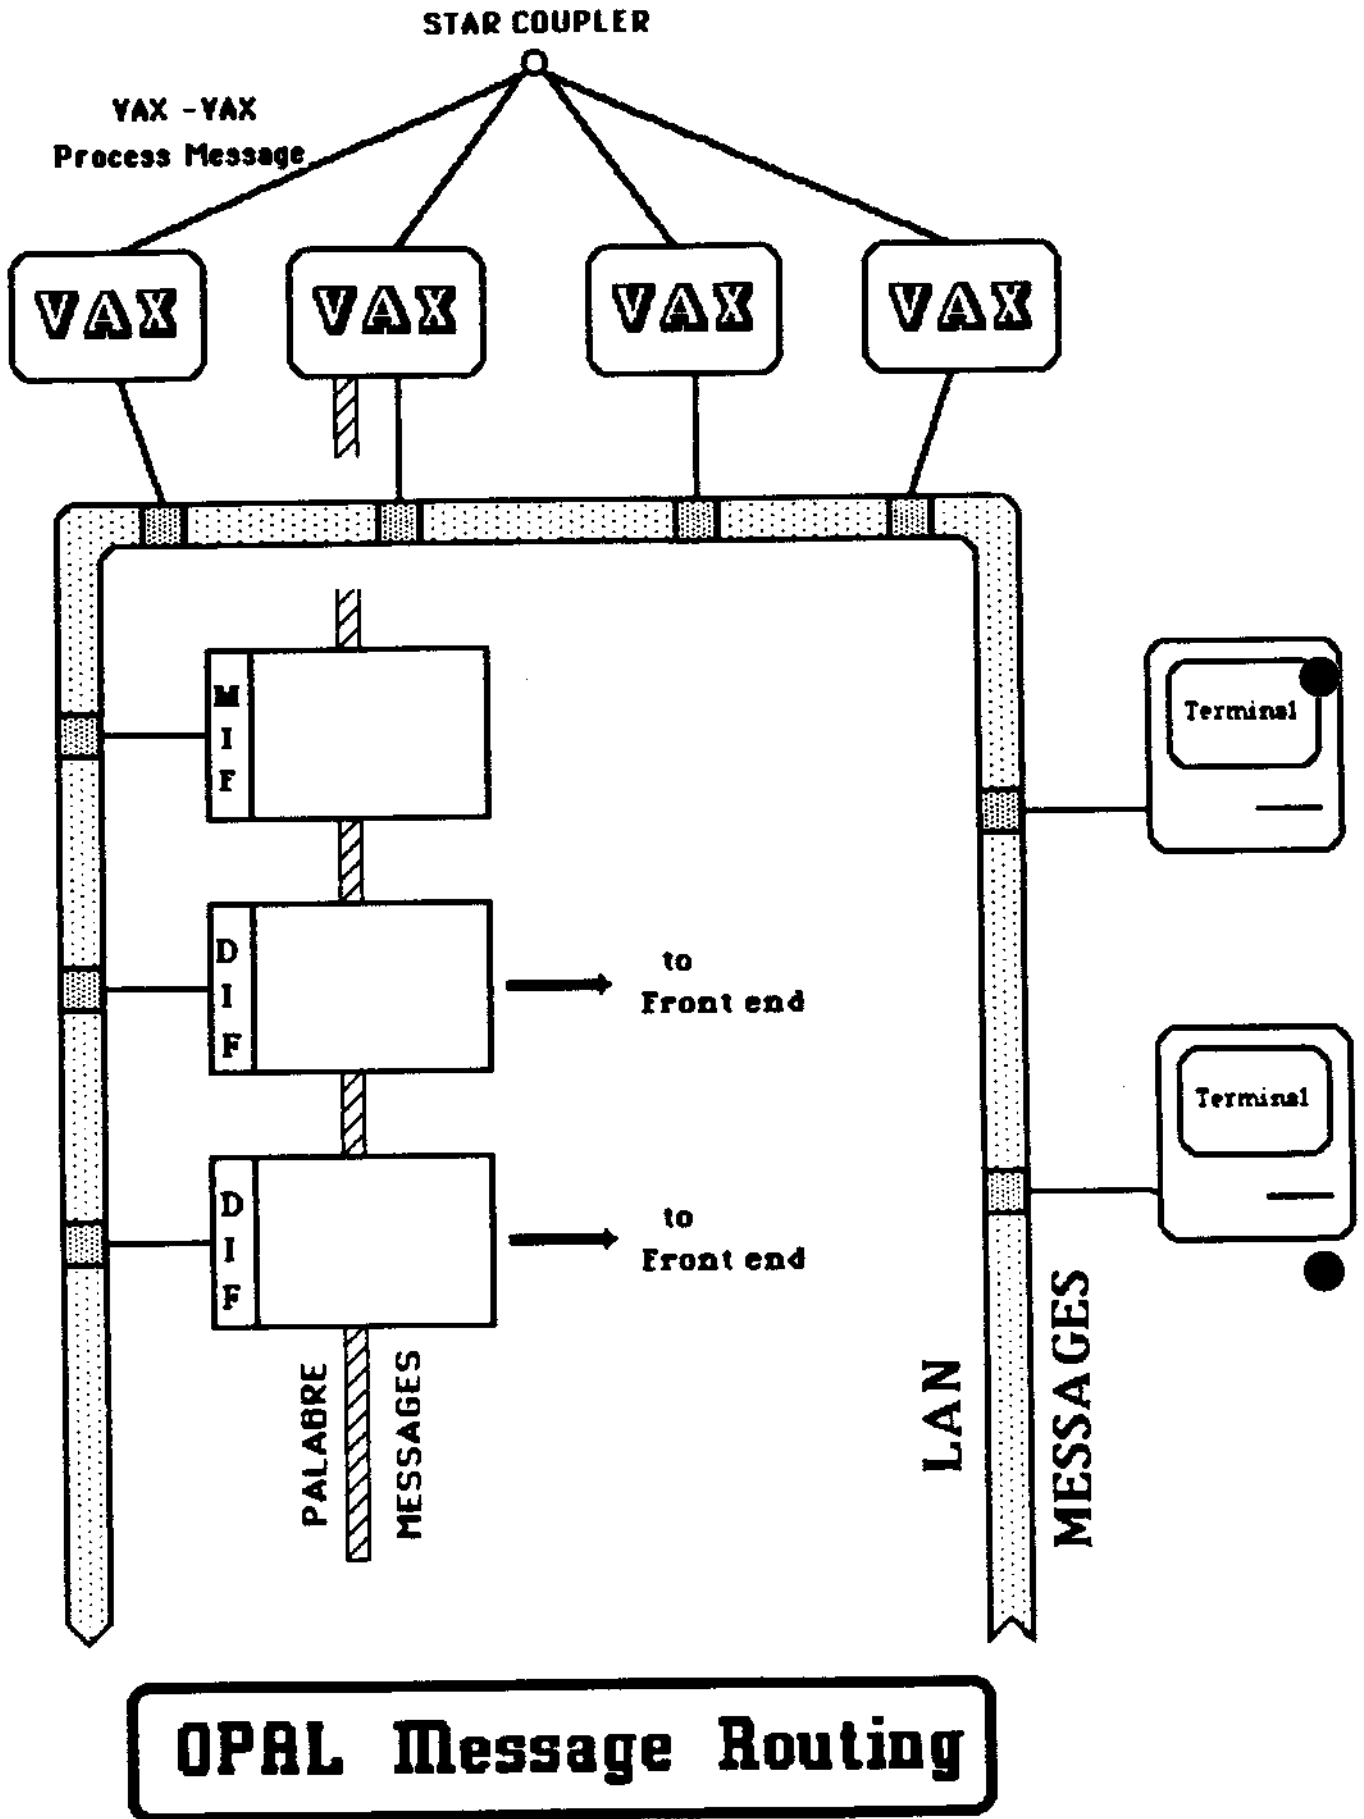 STAR COUPLER
VAX -VAX
Process Message
VAX
VAX
VAX
VAX
M
I
F
Terminal
D
I
F
to
Front end
Terminal
D
I
F
to
Front end
PALABRE
MESSAGES
LAN
MESSAGES
OPAL Message Routing